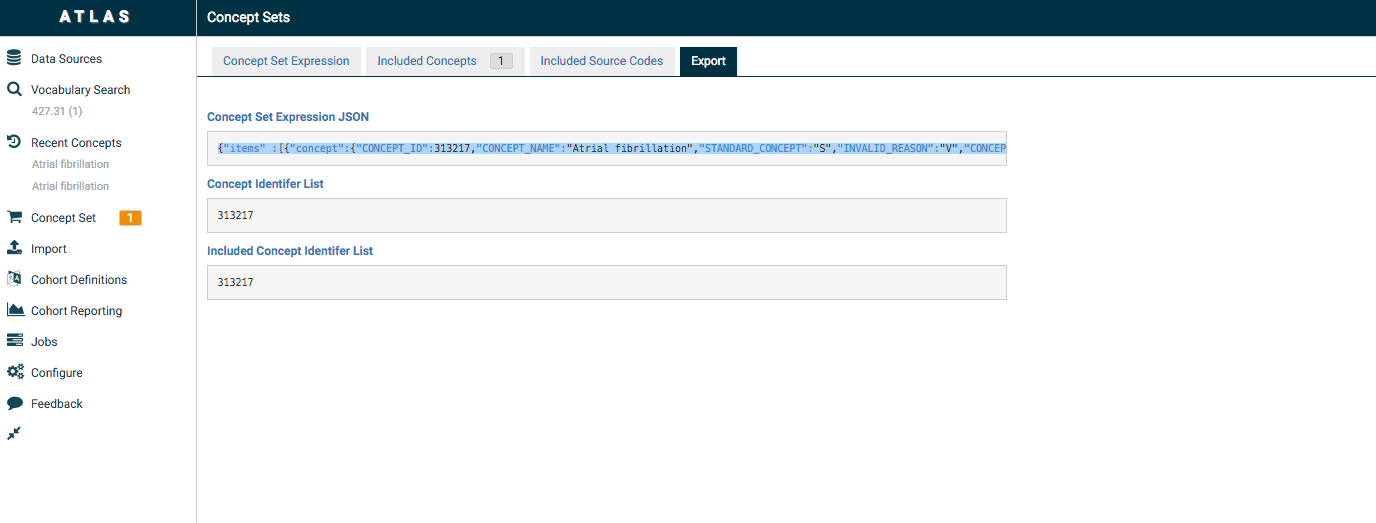 ATLAS
Concept Sets
Data Sources
Vocabulary Search
427.31 (1)
Recent Concepts
Atrial fibrillation
Atrial fibrillation
Concept Set 1
Import
Cohort Definitions
Cohort Reporting
Jobs
Configure
Feedback
Concept Set Expression Included Concepts 1 Included Source Codes Export
Concept Set Expression JSON
{"items" :[{"concept":{"CONCEPT_ID":313217,"CONCEPT_NAME":"Atrial fibrillation","STANDARD_CONCEPT":"S","INVALID_REASON":"V","CONCEP
Concept Identifer List
313217
Included Concept Identifer List
313217